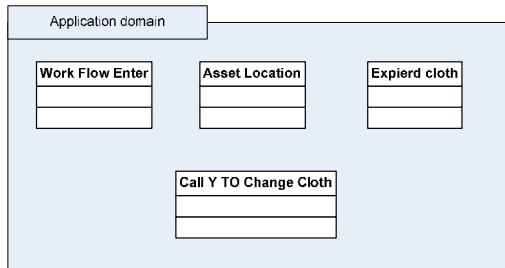 Application domain
Work Flow Enter
Asset Location
Expierd cloth
Call Y TO Change Cloth